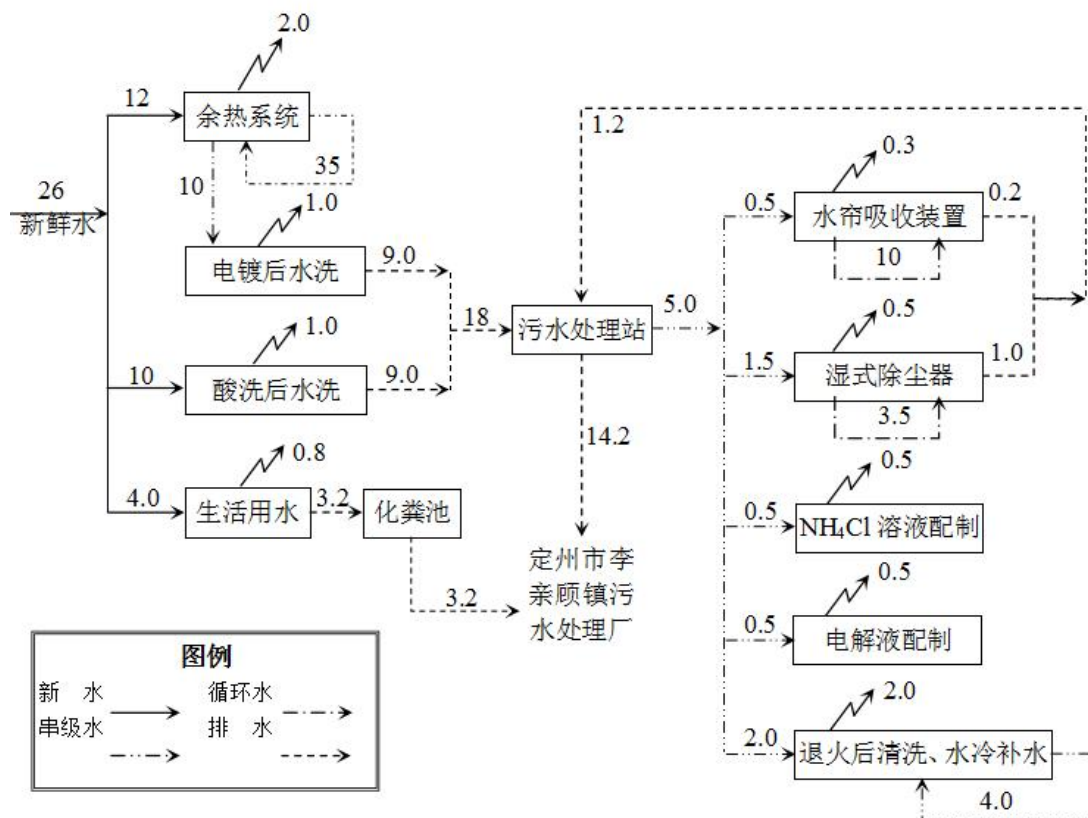 2.0
12
余热系统
1.2
35
0.3
26
新鲜水
10
1.0
0.5
水帘吸收装置
0.2
10
电镀后水洗
9.0
0.5
18
污水处理站
5.0
1.0
10
酸洗后水洗
9.0
1.5
湿式除尘器
1.0
3.5
14.2
0.8
0.5
4.0
生活用水
3.2
化粪池
0.5
NH₄Cl 溶液配制
3.2
定州市李
亲顾镇污
水处理厂
0.5
0.5
电解液配制
图例
新 水
循环水
串级水
排 水
2.0
2.0
退火后清洗、水冷补水
4.0